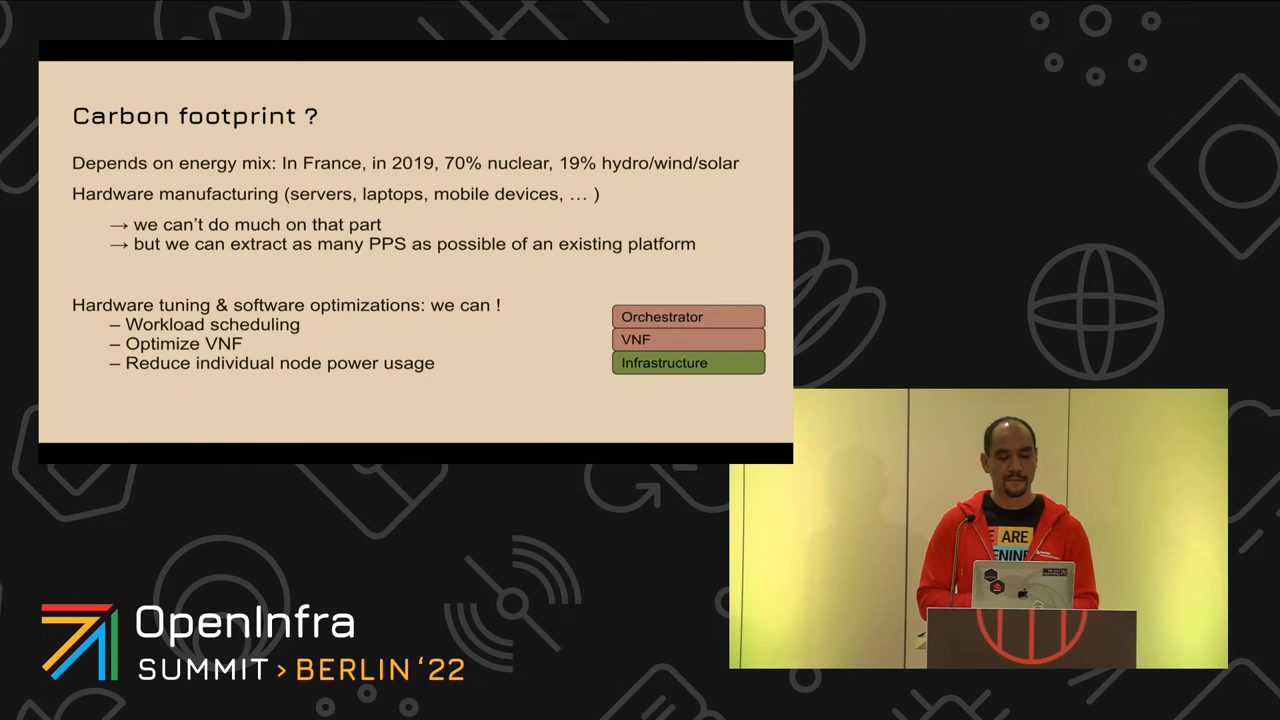 Carbon footprint ?
Depends on energy mix: In France, in 2019, 70% nuclear, 19% hydro/wind/solar
Hardware manufacturing (servers, laptops, mobile devices, … )
→ we can’t do much on that part
→ but we can extract as many PPS as possible of an existing platform
Hardware tuning & software optimizations: we can !
– Workload scheduling
– Optimize VNF
– Reduce individual node power usage
Orchestrator
VNF
Infrastructure
ARE
OpenInfra
SUMMIT > BERLIN ‘22